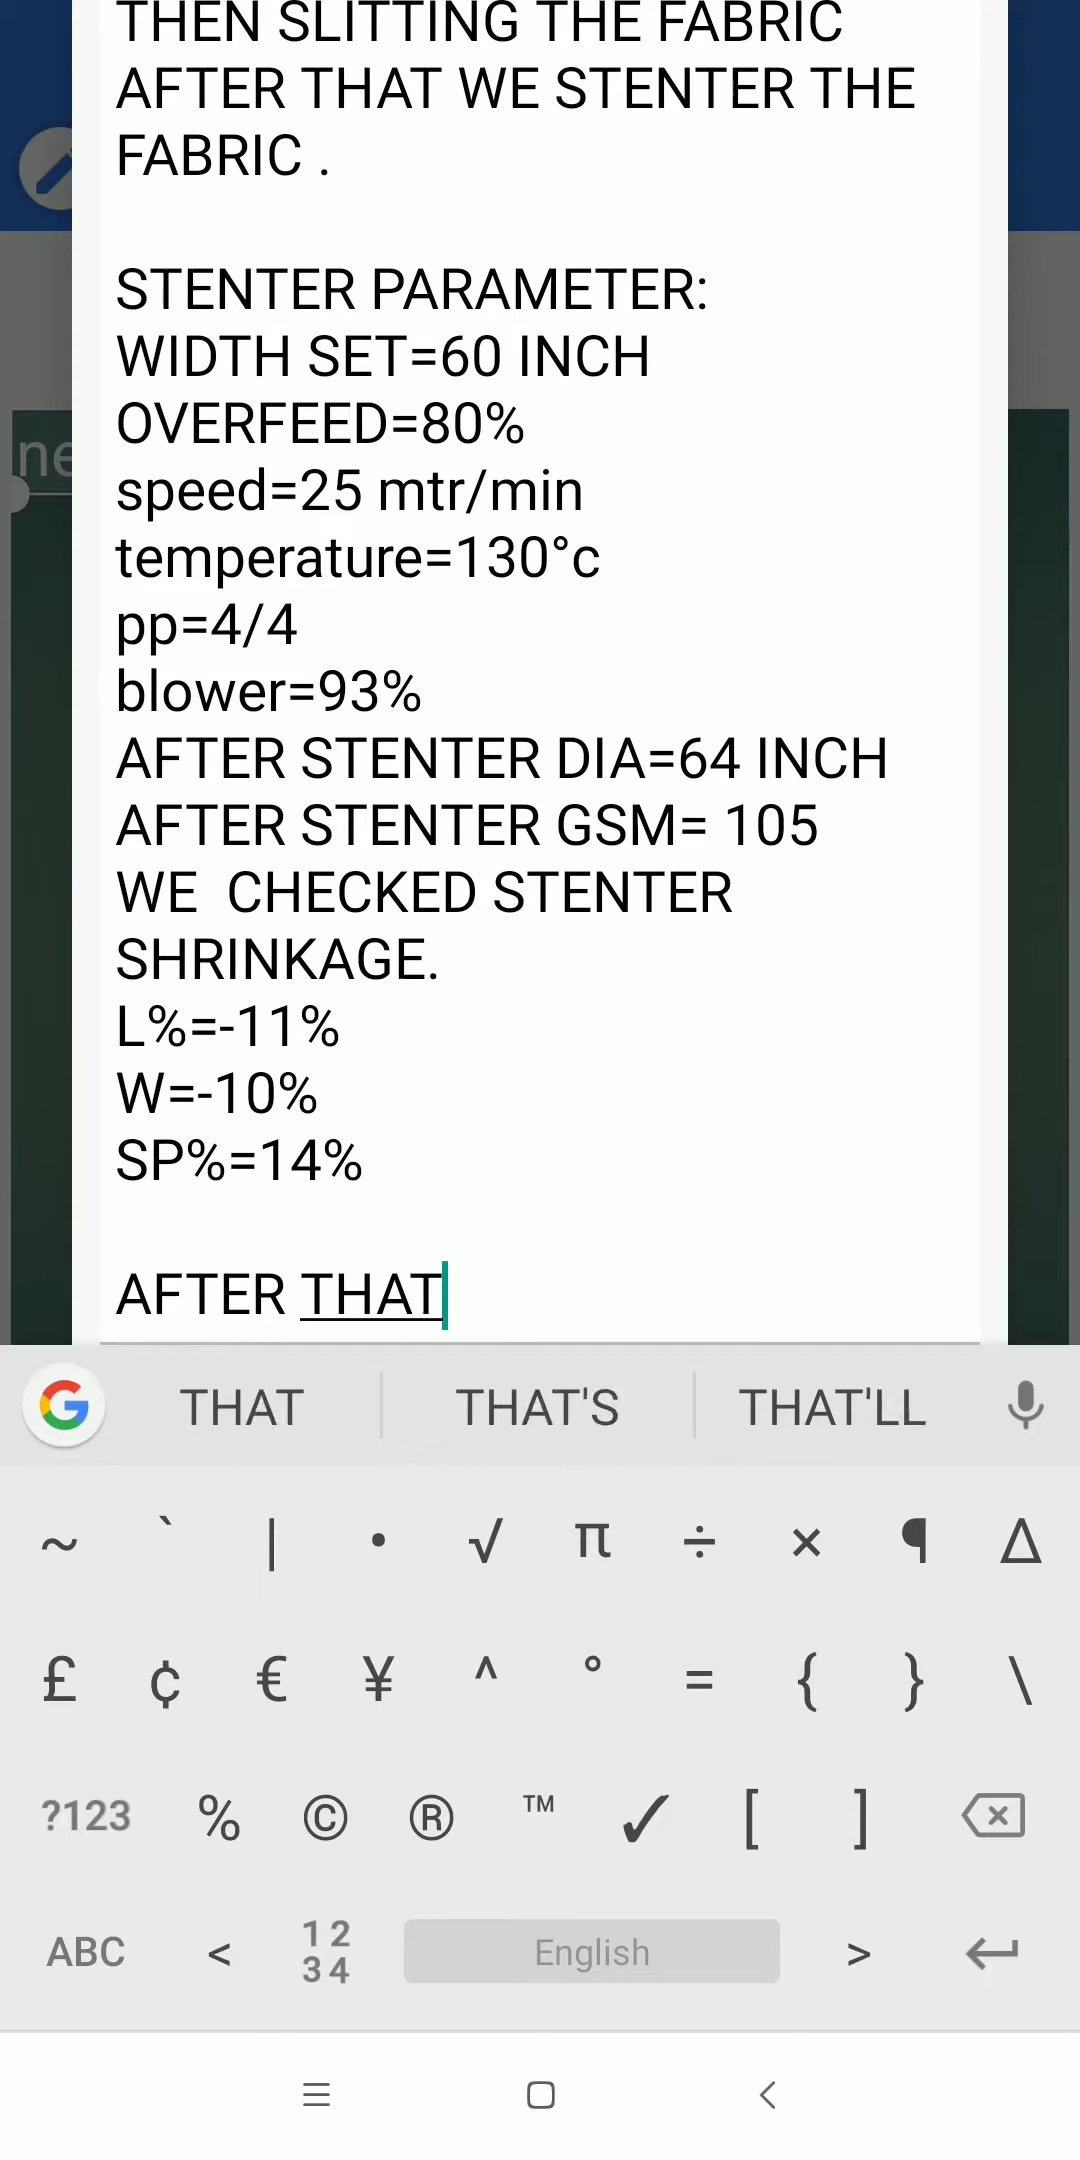 THEN SLITTING THE FABRIC
AFTER THAT WE STENTER THE
FABRIC .
STENTER PARAMETER:
WIDTH SET=60 INCH
OVERFEED=80%
ne
speed=25 mtr/min
temperature=130°c
pp=4/4
blower=93%
AFTER STENTER DIA=64 INCH
AFTER STENTER GSM= 105
WE  CHECKED STENTER
SHRINKAGE.
L%=-11%
W=-10%
SP%=14%
AFTER THAT
G THAT THAT'S THAT'LL
~ ` | • √ π ÷ × ¶ Δ
£ ¢ € ¥ ^ ° = { } \
?123 % © ® ™ ✓ [ ]
ABC < 12 34 English >